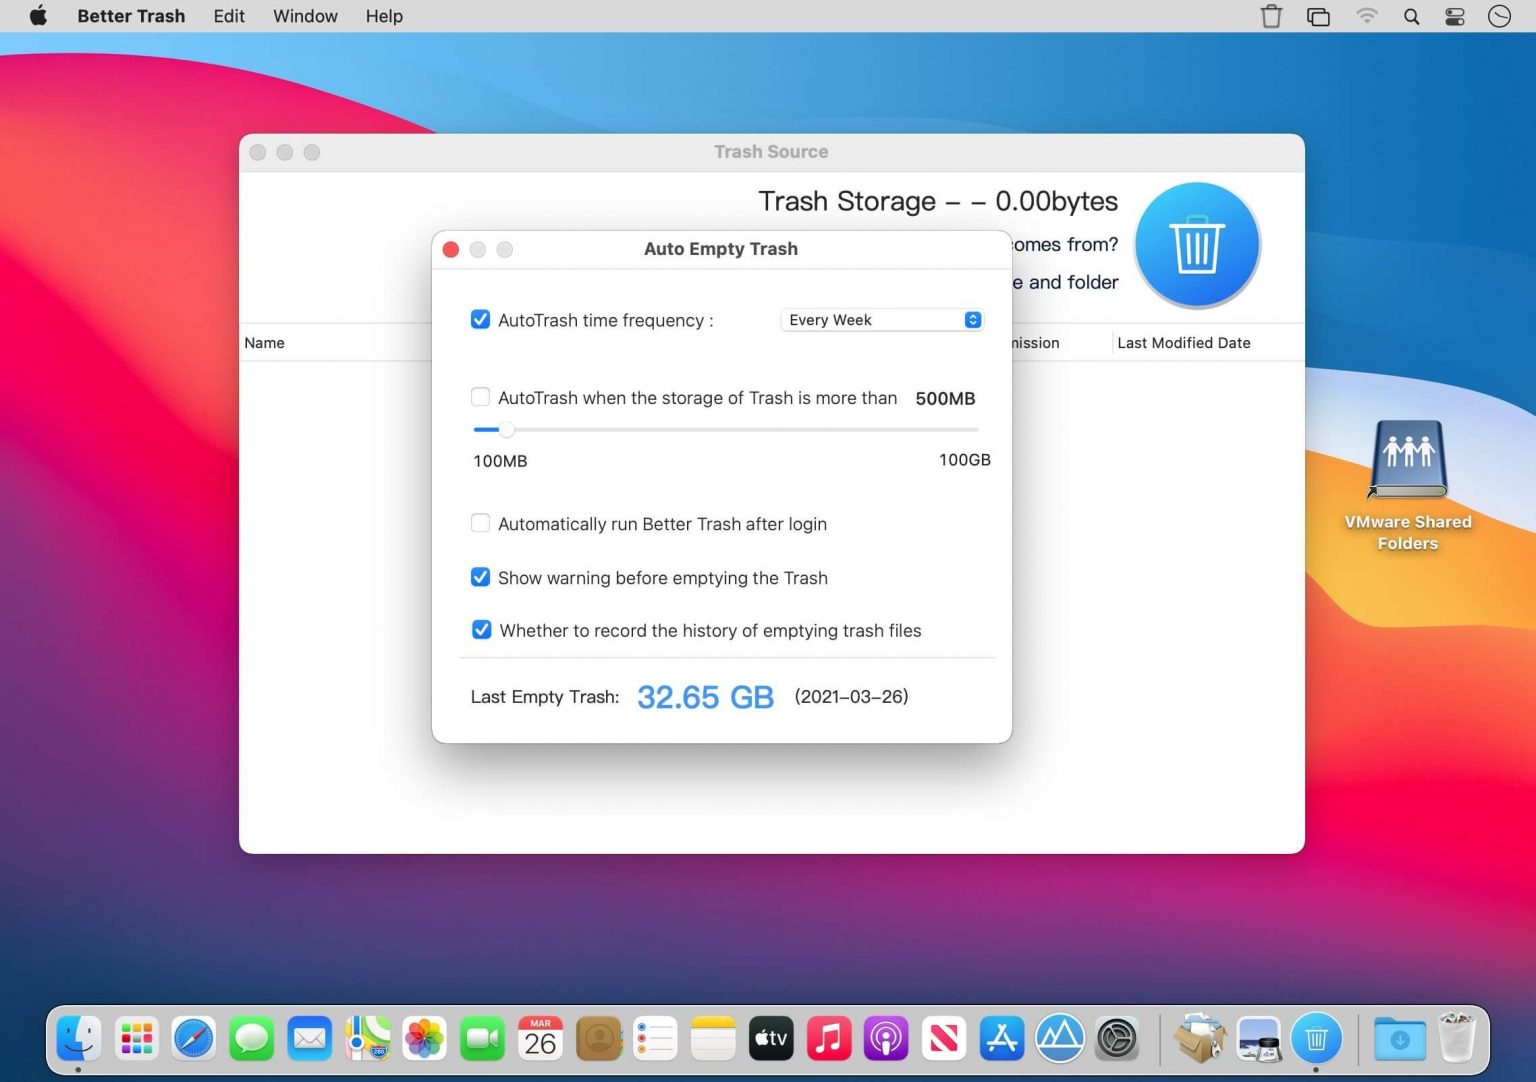 Better Trash Edit Window Help
Trash Source
Trash Storage – – 0.00bytes
comes from?
e and folder
Name
mission
Last Modified Date
Auto Empty Trash
AutoTrash time frequency :
Every Week
AutoTrash when the storage of Trash is more than 500MB
100MB
100GB
Automatically run Better Trash after login
Show warning before emptying the Trash
Whether to record the history of emptying trash files
Last Empty Trash: 32.65 GB (2021–03–26)
VMware Shared
Folders
MAR
26
tv
280